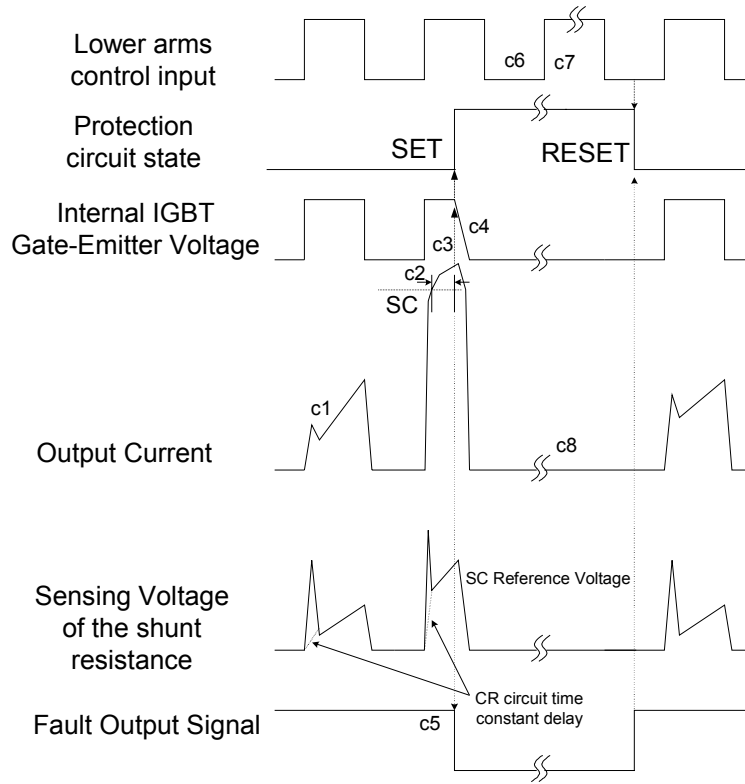 Lower arms
control input
c6
c7
Protection
circuit state
SET
RESET
Internal IGBT
Gate-Emitter Voltage
c4
c3
c2
SC
c1
Output Current
c8
SC Reference Voltage
Sensing Voltage
of the shunt
resistance
CR circuit time
constant delay
Fault Output Signal
c5